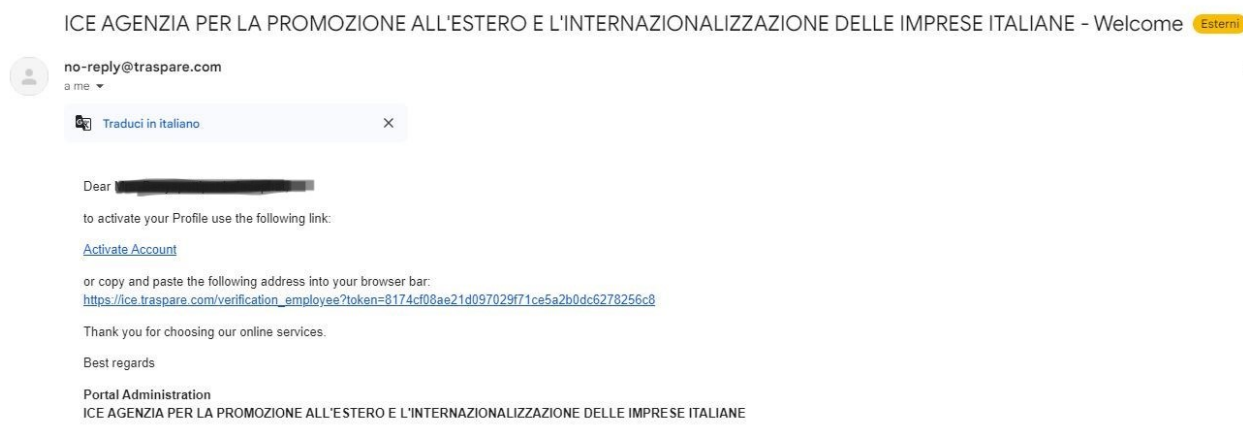 ICE AGENZIA PER LA PROMOZIONE ALL'ESTERO E L'INTERNAZIONALIZZAZIONE DELLE IMPRESE ITALIANE - Welcome Esterni
no-reply@traspare.com
a me
Traduci in italiano
Dear
to activate your Profile use the following link:
Activate Account
or copy and paste the following address into your browser bar:
https://ice.traspare.com/verification_employee?token=8174cf08ae21d097029f71ce5a2b0dc6278256c8
Thank you for choosing our online services.
Best regards
Portal Administration
ICE AGENZIA PER LA PROMOZIONE ALL'ESTERO E L'INTERNAZIONALIZZAZIONE DELLE IMPRESE ITALIANE